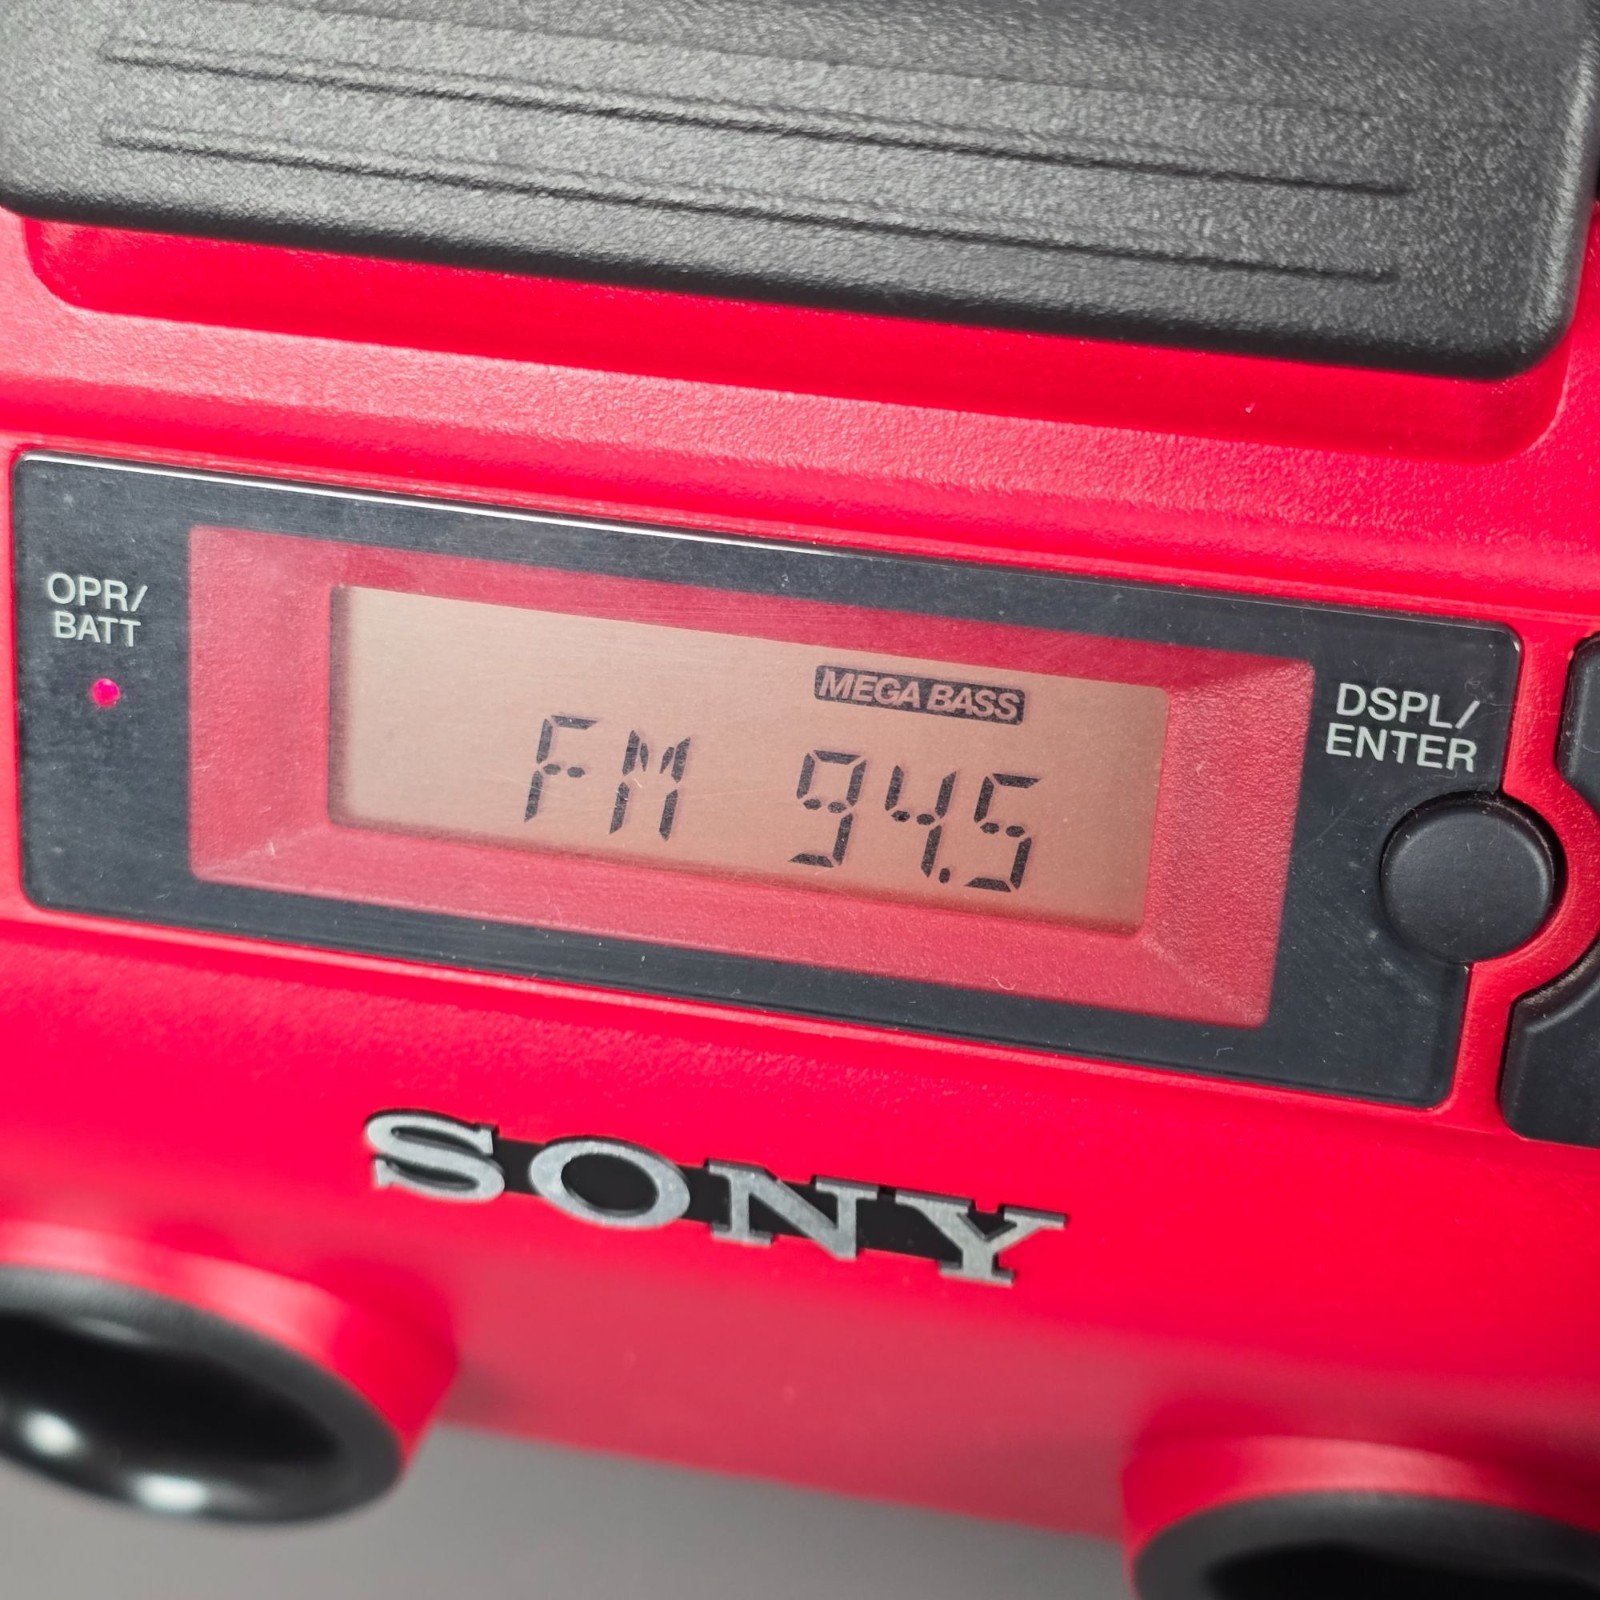 OPR/
BATT
MEGA BASS
FM 94.5
DSPL/
ENTER
SONY